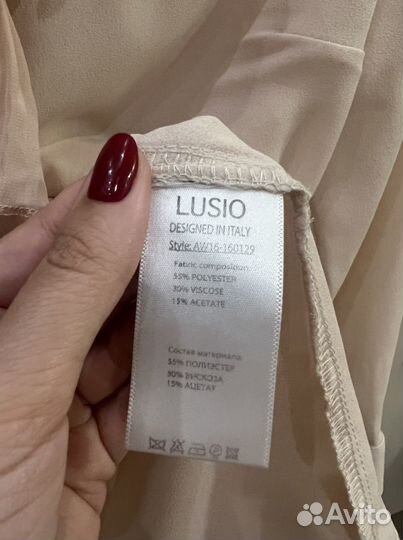 LUSIO
DESIGNED IN ITALY
Style: AW16-160129
Fabric composition:
55% POLYESTER
30% VISCOSE
15% ACETATE
Состав материала:
55% ПОЛИЭСТЕР
30% ВИСКОЗА
15% АЦЕТАТ
Avito